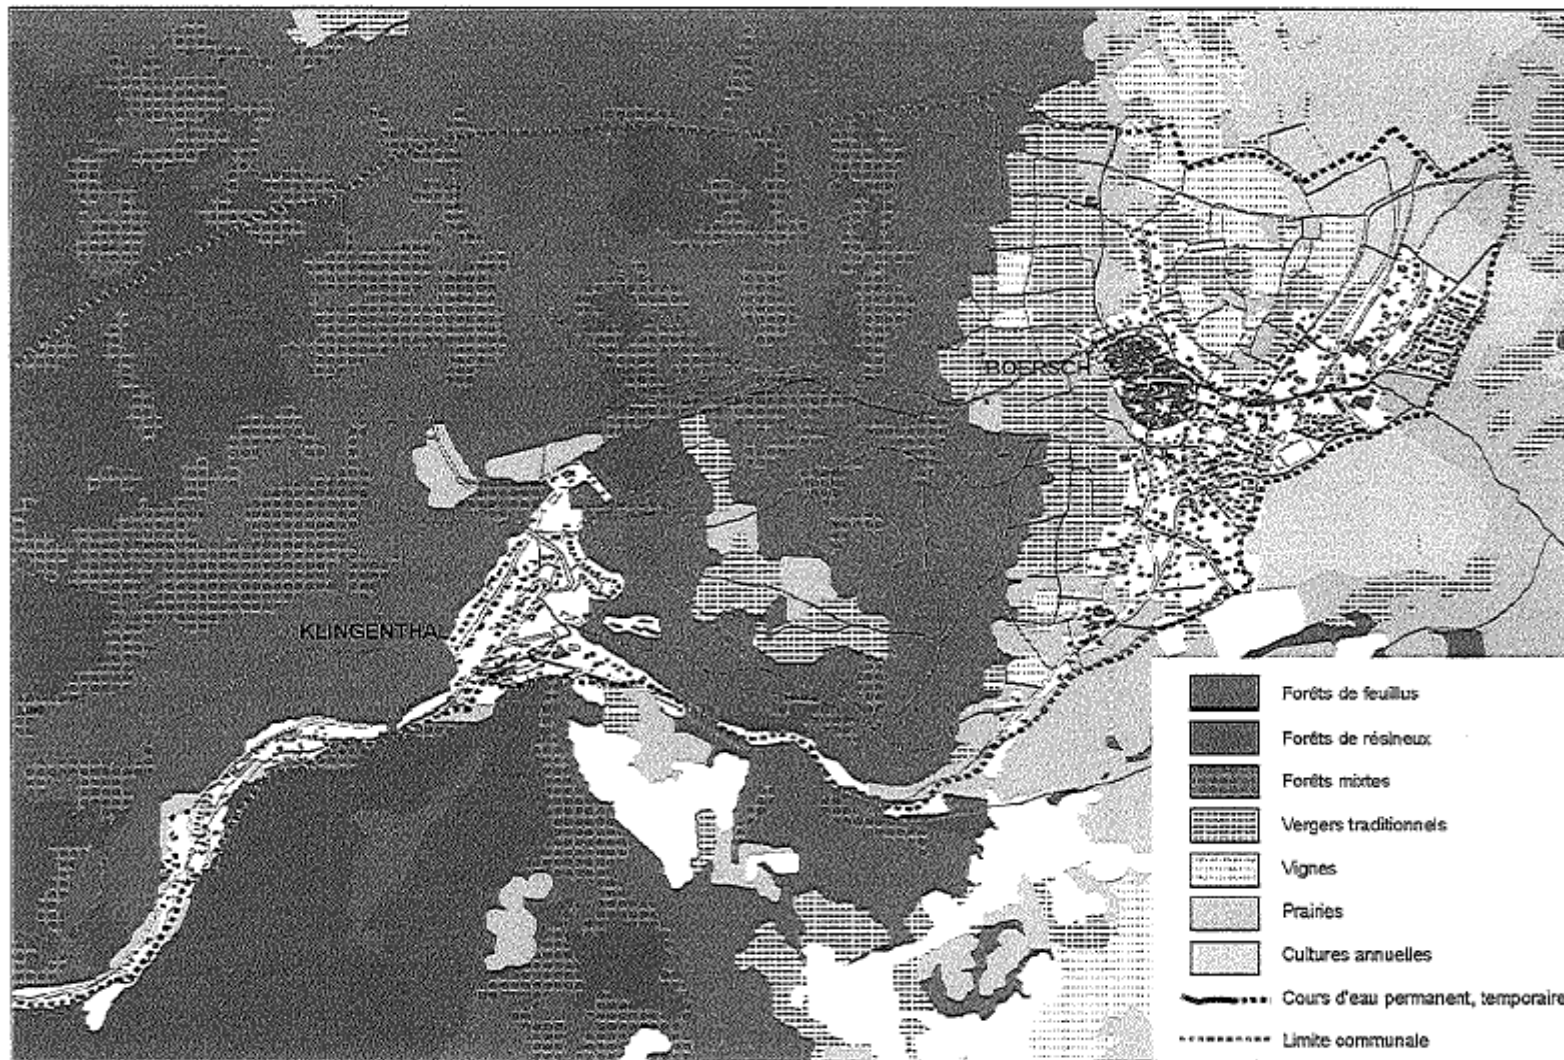 BOERSCH
KLINGENTHAL
Forêts de feuillus
Forêts de résineux
Forêts mixtes
Vergers traditionnels
Vignes
Prairies
Cultures annuelles
Cours d'eau permanent, temporaire
Limite communale